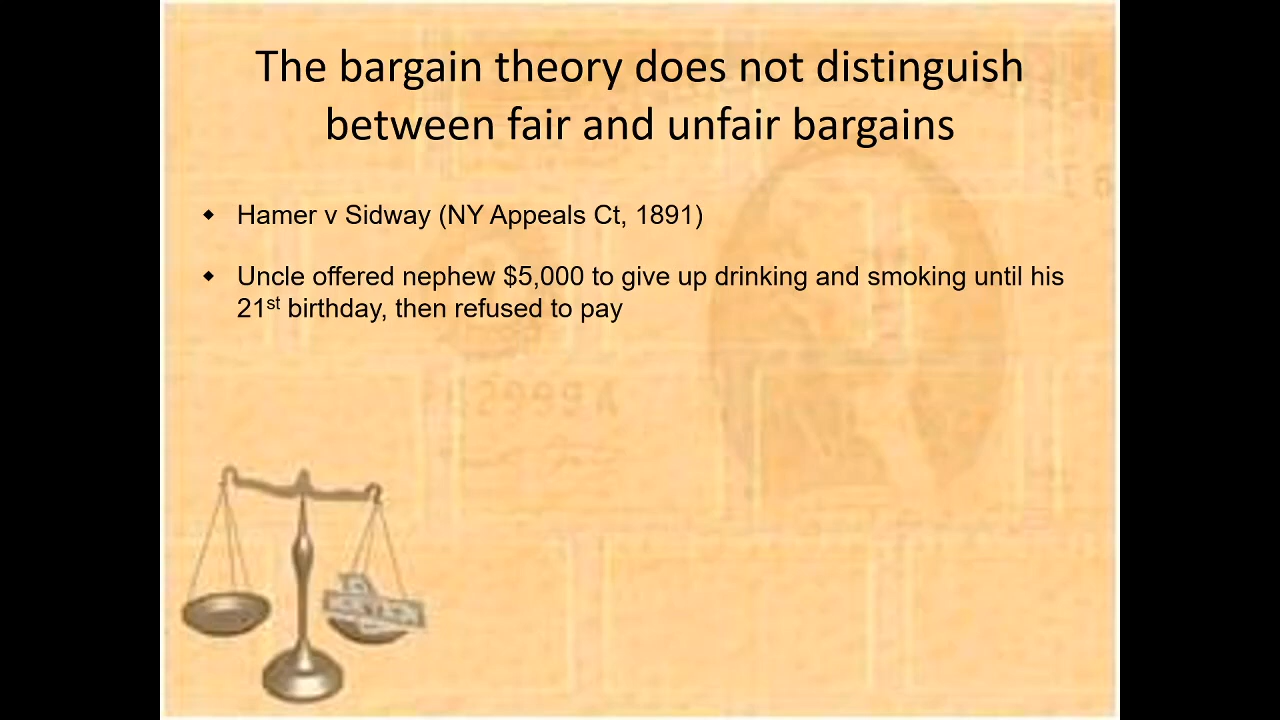 The bargain theory does not distinguish
between fair and unfair bargains
◆ Hamer v Sidway (NY Appeals Ct, 1891)
◆ Uncle offered nephew $5,000 to give up drinking and smoking until his
21st birthday, then refused to pay